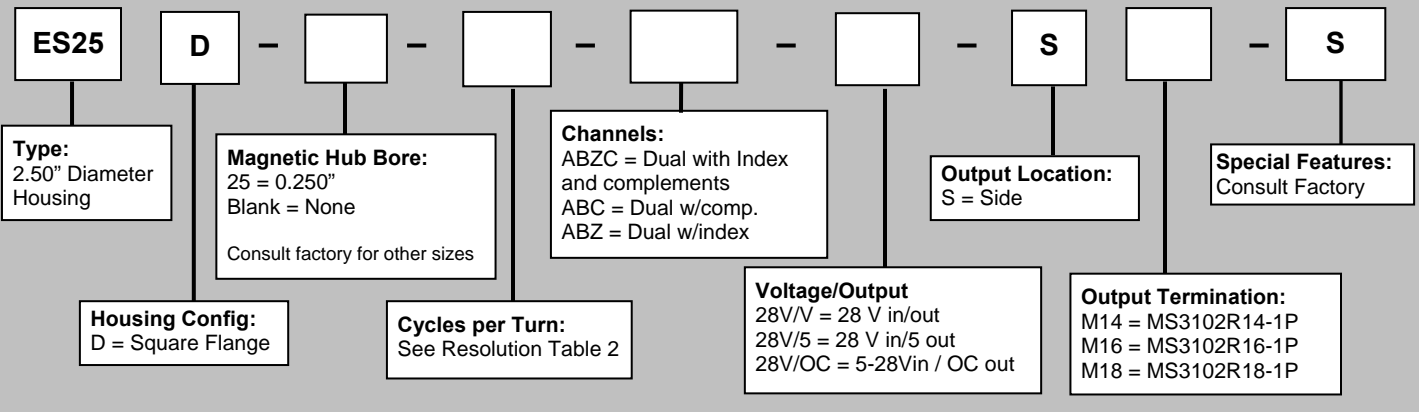 ES25 D – – – – – S – S
Type:
2.50” Diameter
Housing
Magnetic Hub Bore:
25 = 0.250”
Blank = None
Consult factory for other sizes
Channels:
ABZC = Dual with Index
and complements
ABC = Dual w/comp.
ABZ = Dual w/index
Output Location:
S = Side
Special Features:
Consult Factory
Housing Config:
D = Square Flange
Cycles per Turn:
See Resolution Table 2
Voltage/Output
28V/V = 28 V in/out
28V/5 = 28 V in/5 out
28V/OC = 5-28Vin / OC out
Output Termination:
M14 = MS3102R14-1P
M16 = MS3102R16-1P
M18 = MS3102R18-1P